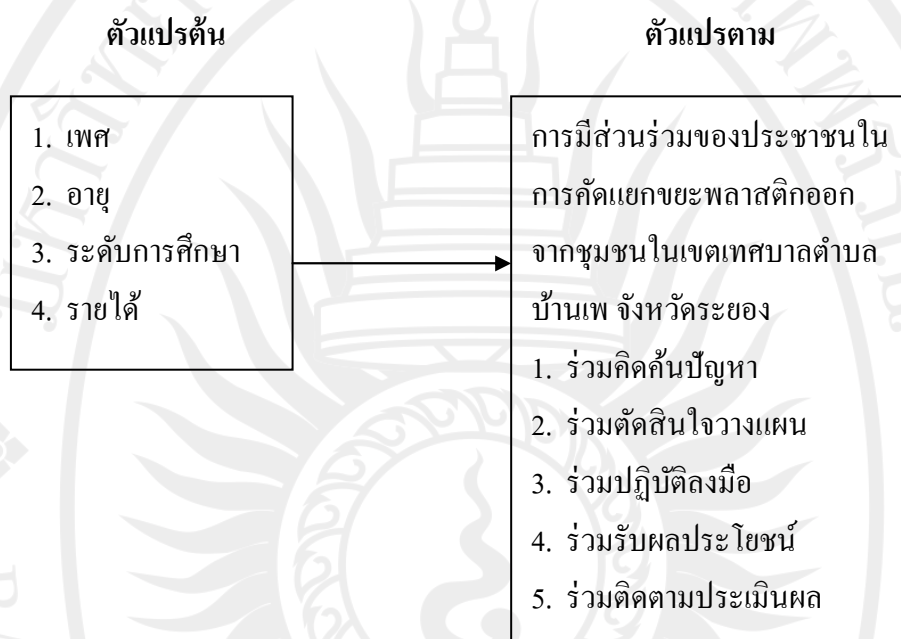 ตัวแปรต้น
1. เพศ
2. อายุ
3. ระดับการศึกษา
4. รายได้
ตัวแปรตาม
การมีส่วนร่วมของประชาชนใน
การคัดแยกขยะพลาสติกออก
จากชุมชนในเขตเทศบาลตำบล
บ้านเพ จังหวัดระยอง
1. ร่วมคิดค้นปัญหา
2. ร่วมตัดสินใจวางแผน
3. ร่วมปฏิบัติลงมือ
4. ร่วมรับผลประโยชน์
5. ร่วมติดตามประเมินผล